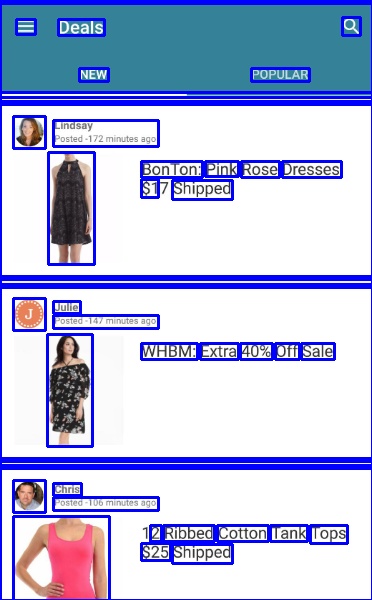 Deals
NEW
POPULAR
Lindsay
Posted -172 minutes ago
BonTon: Pink Rose Dresses
$17 Shipped
J
Julie
Posted -147 minutes ago
WHBM: Extra 40% Off Sale
Chris
Posted -106 minutes ago
12 Ribbed Cotton Tank Tops
$25 Shipped